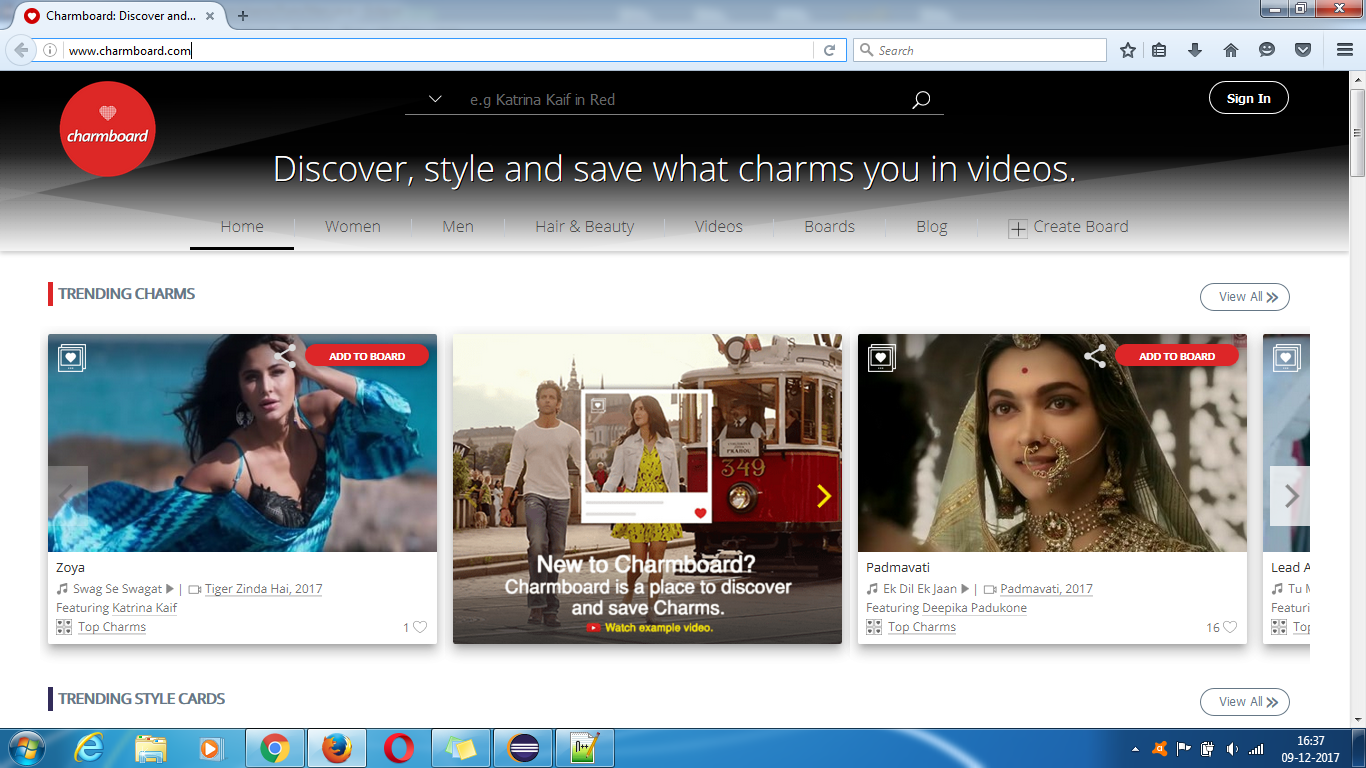 Charmboard: Discover and...
www.charmboard.com
Search
charmboard
e.g Katrina Kaif in Red
Sign In
Discover, style and save what charms you in videos.
Home
Women
Men
Hair & Beauty
Videos
Boards
Blog
Create Board
TRENDING CHARMS
View All
ADD TO BOARD
Zoya
Swag Se Swagat | Tiger Zinda Hai, 2017
Featuring Katrina Kaif
Top Charms
1
349
New to Charmboard?
Charmboard is a place to discover
and save Charms.
Watch example video.
ADD TO BOARD
Padmavati
Ek Dil Ek Jaan | Padmavati, 2017
Featuring Deepika Padukone
Top Charms
16
Lead A
Tu M
Featuri
Top
TRENDING STYLE CARDS
View All
16:37
09-12-2017